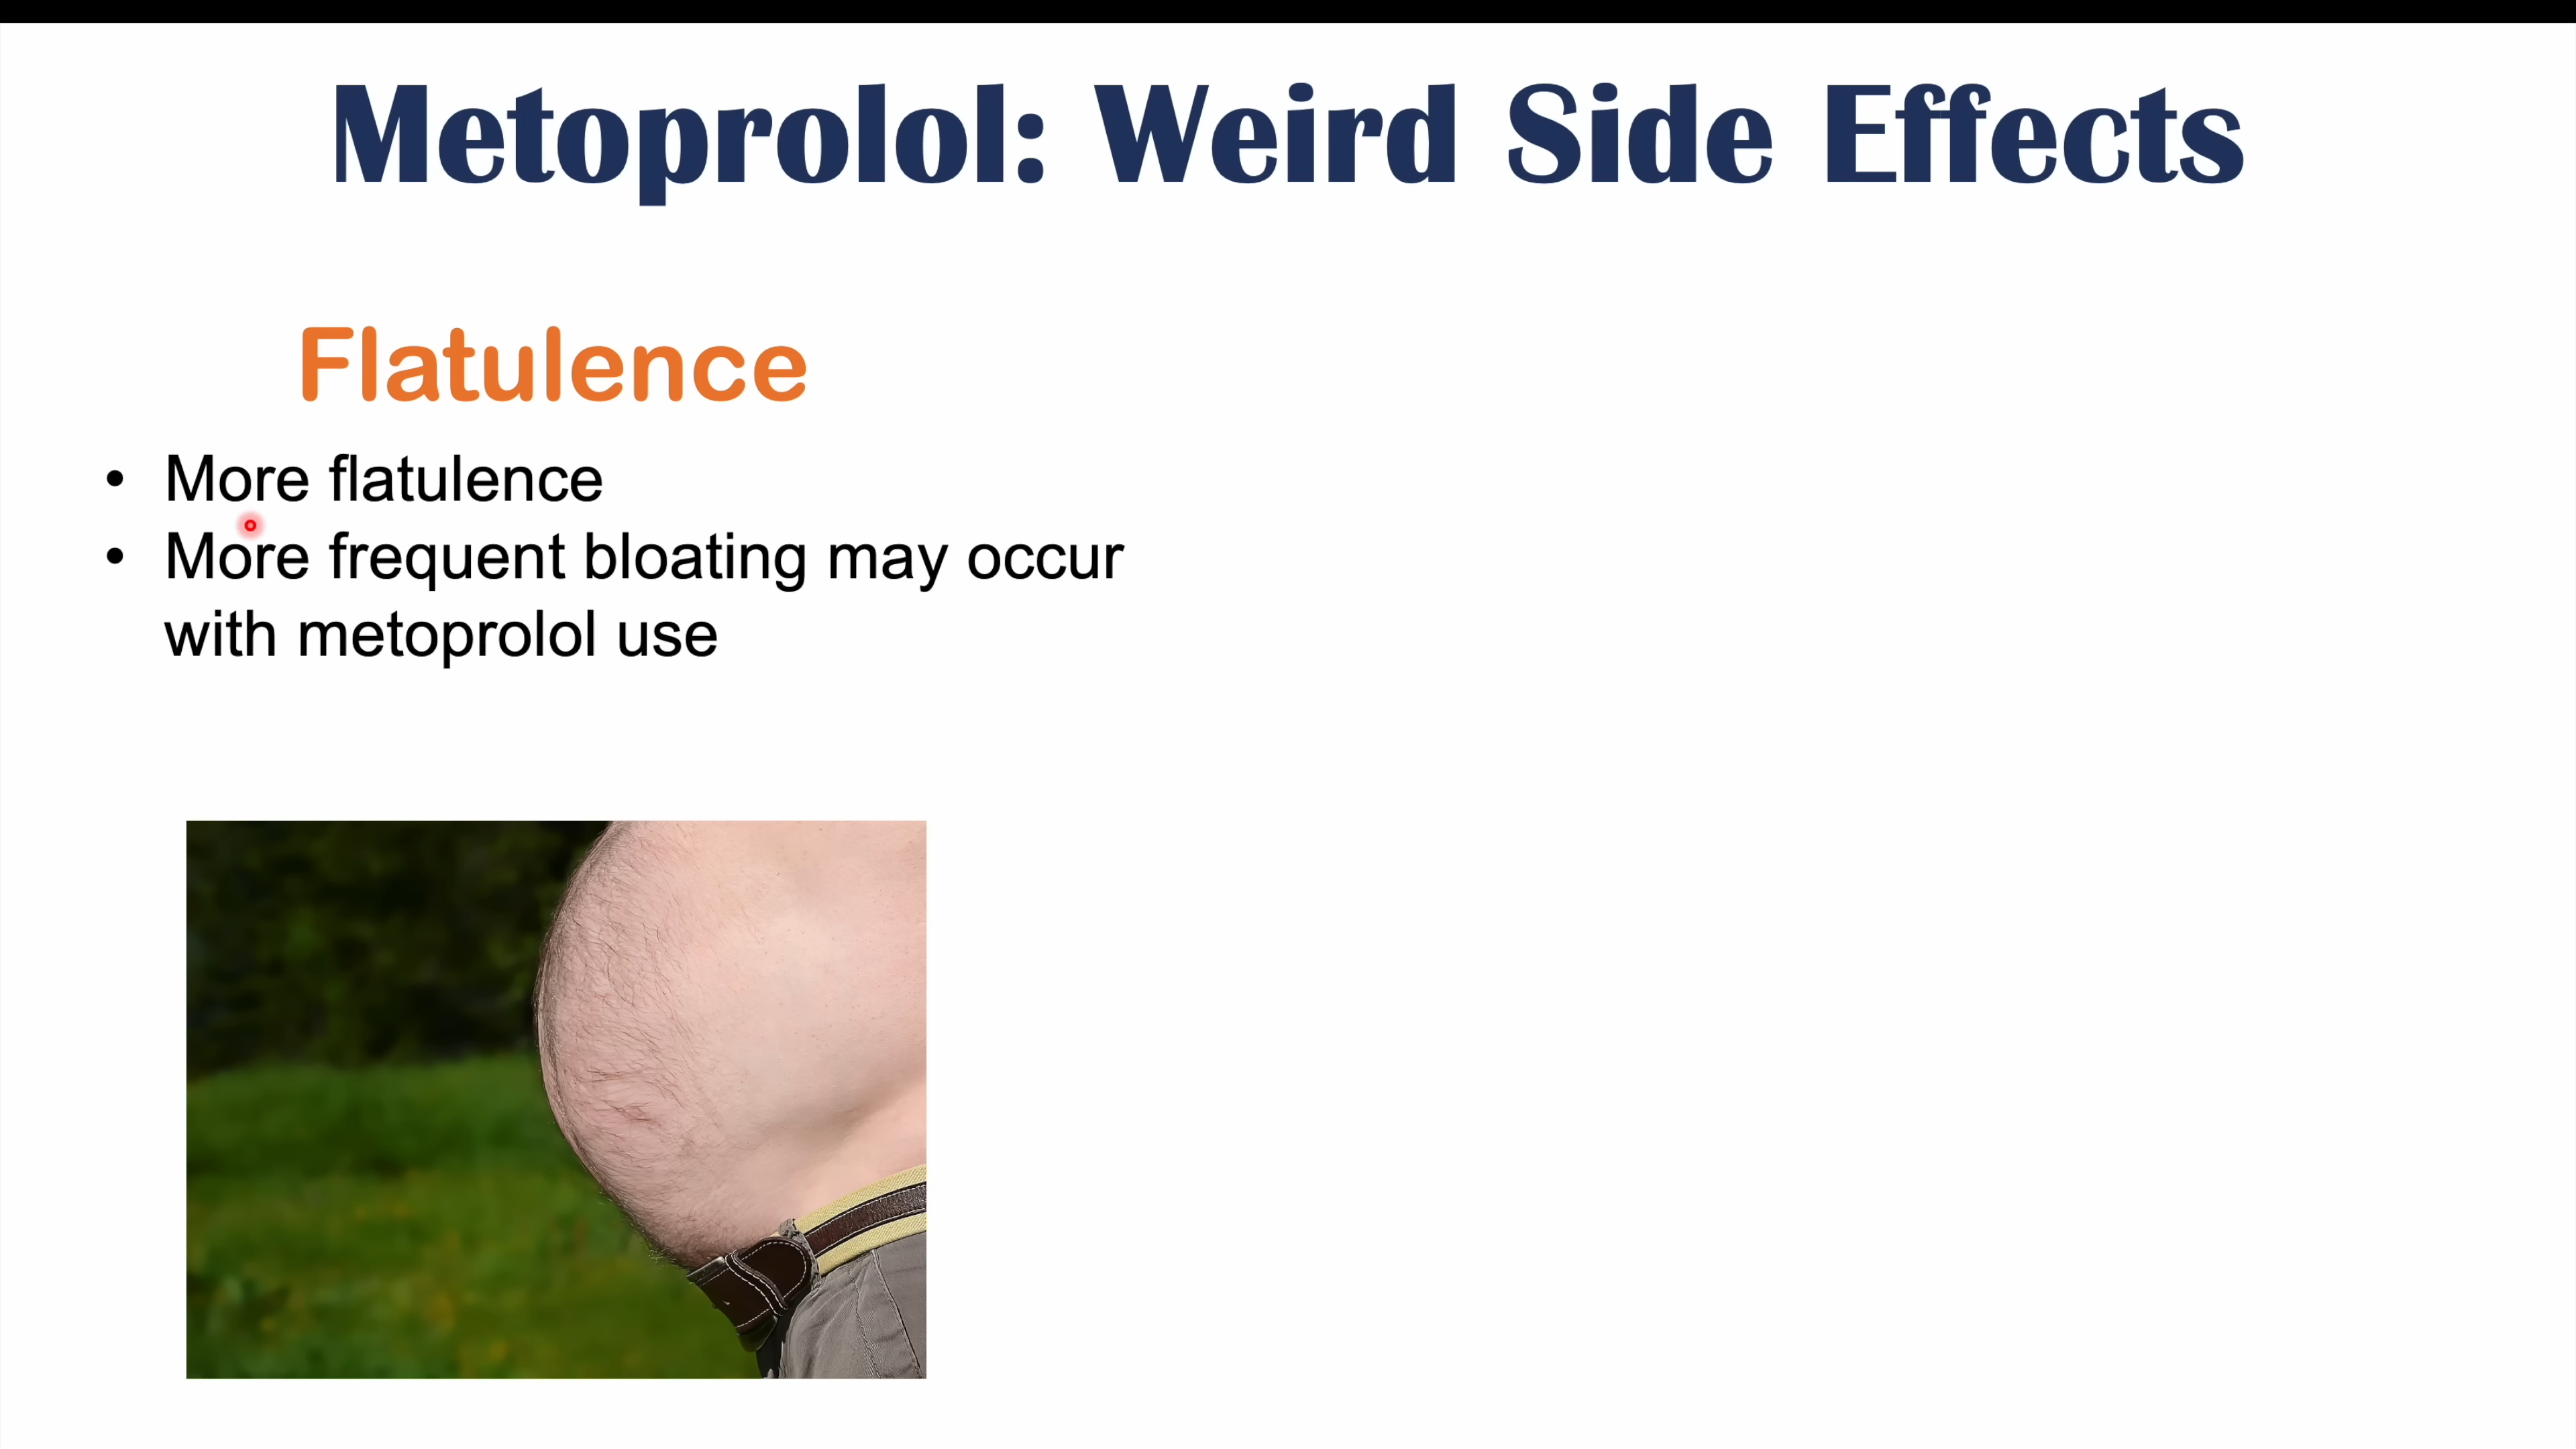 Metoprolol: Weird Side Effects
Flatulence
• More flatulence
• More frequent bloating may occur
with metoprolol use